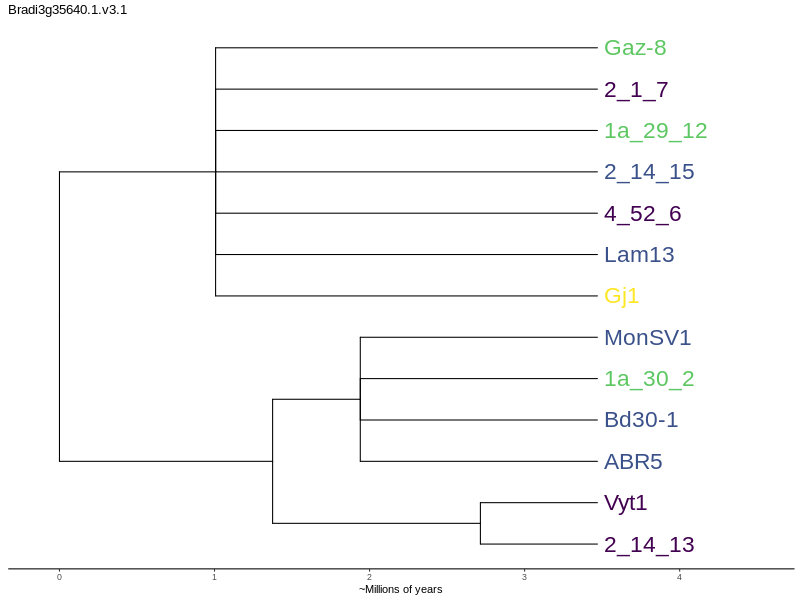 Bradi3g35640.1.v3.1
Gaz-8
2_1_7
1a_29_12
2_14_15
4_52_6
Lam13
Gj1
MonSV1
1a_30_2
Bd30-1
ABR5
Vyt1
2_14_13
0 1 2 3 4
~Millions of years